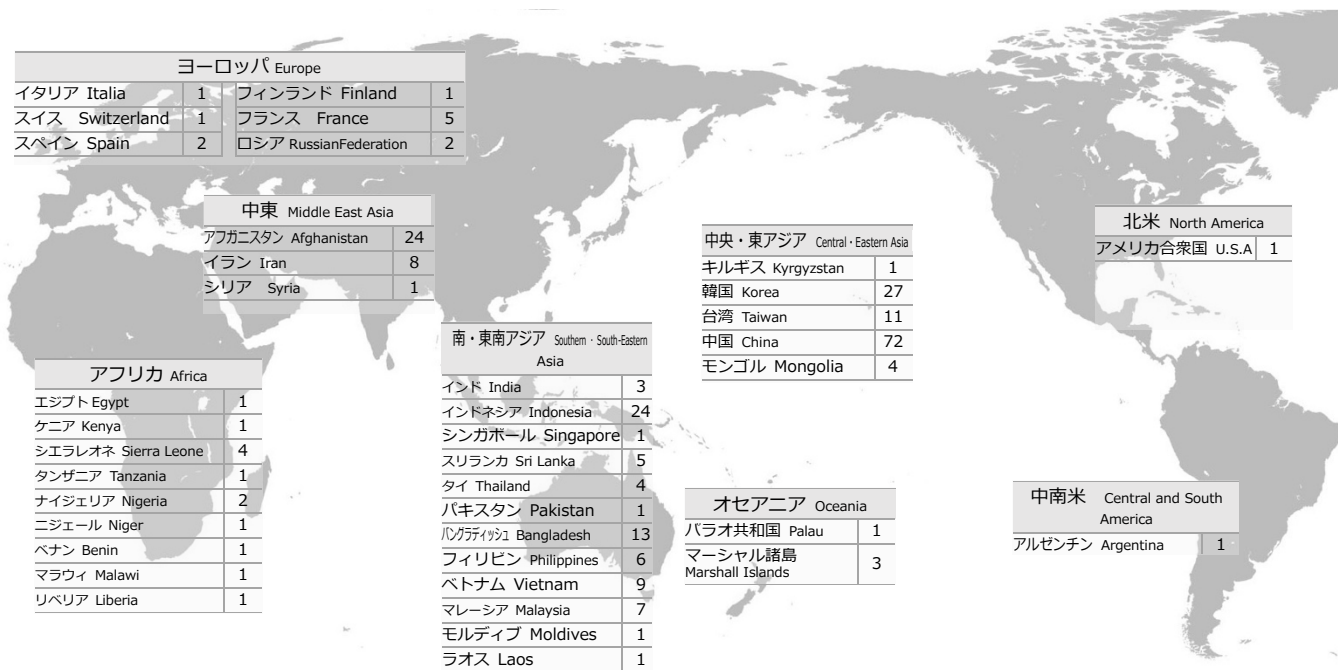 ヨーロッパ Europe
イタリア Italia 1 フィンランド Finland 1
スイス Switzerland 1 フランス France 5
スペイン Spain 2 ロシア RussianFederation 2
中東 Middle East Asia
アフガニスタン Afghanistan 24
イラン Iran 8
シリア Syria 1
中央・東アジア Central・Eastern Asia
キルギス Kyrgyzstan 1
韓国 Korea 27
台湾 Taiwan 11
中国 China 72
モンゴル Mongolia 4
北米 North America
アメリカ合衆国 U.S.A 1
アフリカ Africa
エジプト Egypt 1
ケニア Kenya 1
シエラレオネ Sierra Leone 4
タンザニア Tanzania 1
ナイジェリア Nigeria 2
ニジェール Niger 1
ベナン Benin 1
マラウィ Malawi 1
リベリア Liberia 1
南・東南アジア Southern・South-Eastern
Asia
インド India 3
インドネシア Indonesia 24
シンガポール Singapore 1
スリランカ Sri Lanka 5
タイ Thailand 4
パキスタン Pakistan 1
バングラディッシュ Bangladesh 13
フィリピン Philippines 6
ベトナム Vietnam 9
マレーシア Malaysia 7
モルディブ Moldives 1
ラオス Laos 1
オセアニア Oceania
パラオ共和国 Palau 1
マーシャル諸島
Marshall Islands 3
中南米 Central and South
America
アルゼンチン Argentina 1